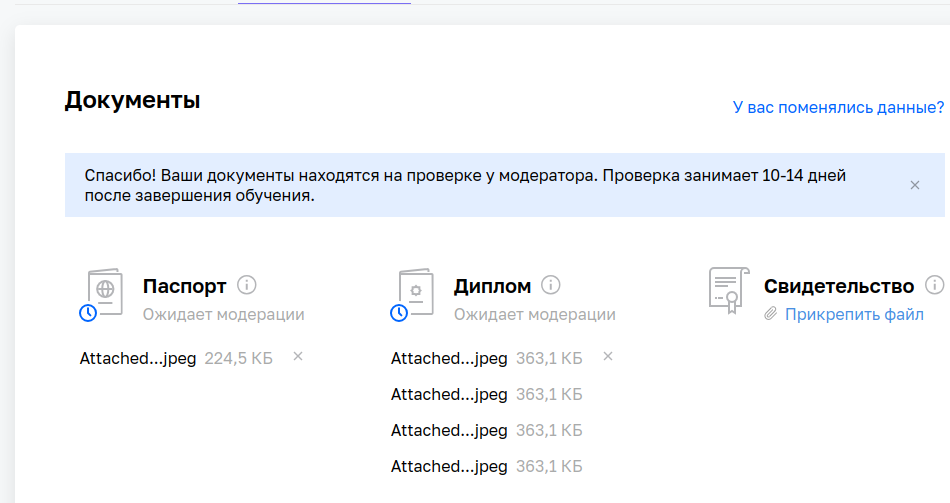 Документы
У вас поменялись данные?
Спасибо! Ваши документы находятся на проверке у модератора. Проверка занимает 10-14 дней
после завершения обучения.
Паспорт
Ожидает модерации
Attached...jpeg 224,5 КБ
Диплом
Ожидает модерации
Attached...jpeg 363,1 КБ
Attached...jpeg 363,1 КБ
Attached...jpeg 363,1 КБ
Attached...jpeg 363,1 КБ
Свидетельство
Прикрепить файл